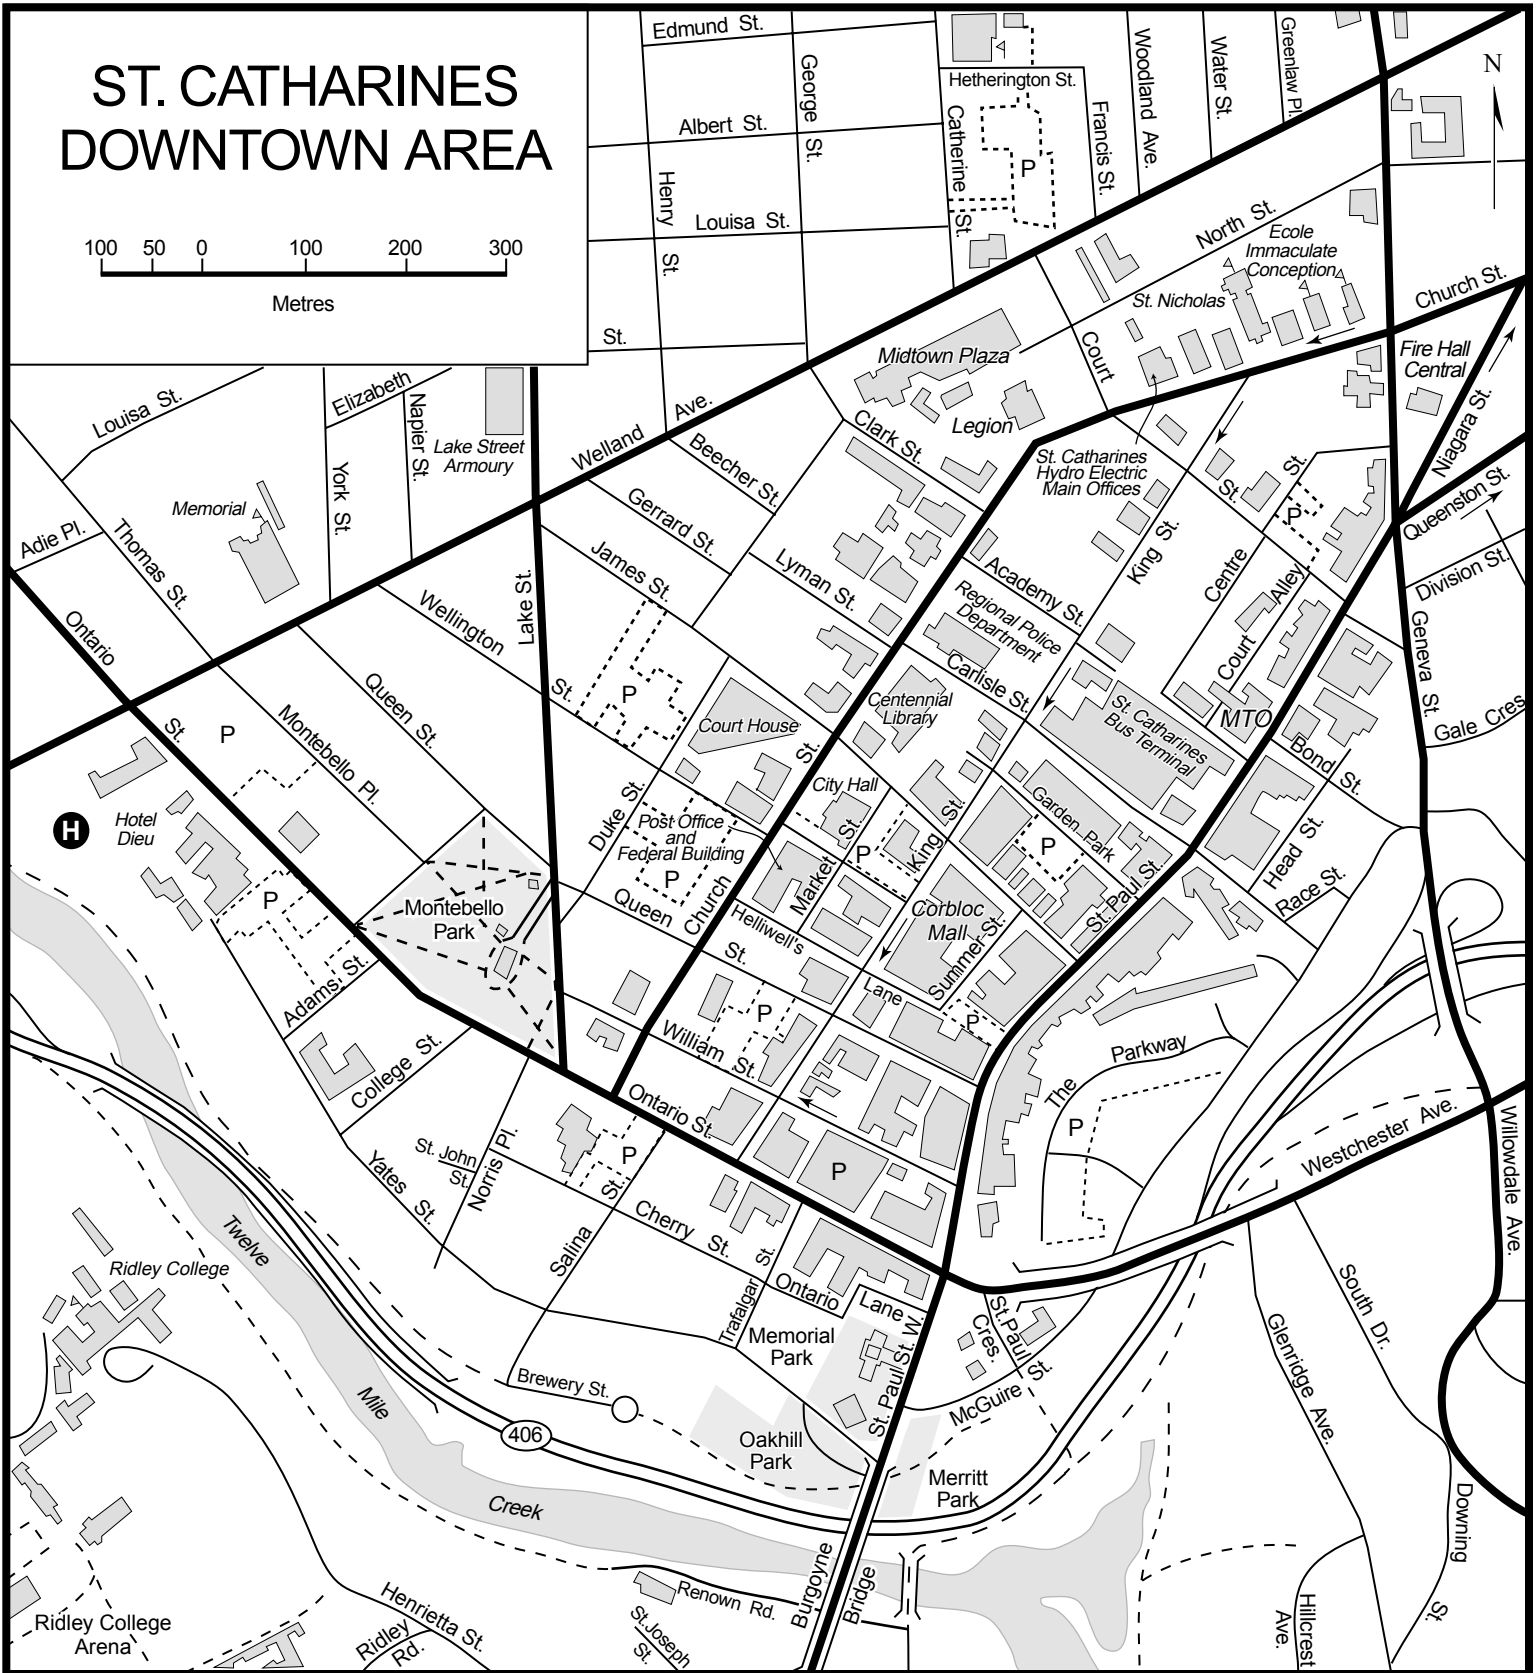 ST. CATHARINES
DOWNTOWN AREA
100 50 0 100 200 300
Metres
N
Edmund St.
George
St.
Hetherington St.
Woodland Ave.
Water St.
Greenlaw Pl.
Albert St.
Catherine
St.
Francis St.
P
Henry
St.
Louisa St.
North St.
Ecole
Immaculate
Conception
St. Nicholas
Church St.
St.
Midtown Plaza
Court
St.
Fire Hall
Central
Niagara St.
Louisa St.
Elizabeth
Napier St.
York St.
Lake Street
Armoury
Welland
Ave.
Clark St.
Legion
St. Catharines
Hydro Electric
Main Offices
Beecher St.
Gerrard St.
Memorial
Adie Pl.
Thomas St.
James St.
Lyman St.
Academy St.
King St.
Centre
St.
P
Queenston St.
Division St.
Ontario
St.
Wellington
St.
Lake St.
Regional Police
Department
Carlisle St.
Court
Alley
Geneva St.
Queen St.
Montebello Pl.
P
P
Court House
St.
Centennial
Library
St. Catharines
Bus Terminal
MTO
Bond St.
Gale Cres
H
Hotel
Dieu
Duke St.
City Hall
Post Office
and
Federal Building
P
Market
St.
P
King
St.
Garden Park
P
Head St.
Race St.
P
Montebello
Park
Queen
St.
Church
Helliwell's
Lane
Corbloc
Mall
Summer St.
St. Paul St.
Adams St.
College St.
William St.
P
P
The
Parkway
P
Ontario St.
P
P
Westchester Ave.
Willowdale Ave.
Yates
St.
St. John
St.
Norris
Pl.
Salina
St.
Cherry
St.
Trafalgar
St.
Ontario
Lane
Twelve
Mile
Creek
Ridley College
Memorial
Park
St. Paul St. W.
St. Paul
Cres.
McGuire St.
South Dr.
Glenridge Ave.
Brewery St.
406
Oakhill
Park
Merritt
Park
Downing
St.
Burgoyne
Bridge
Renown Rd.
Hillcrest
Ave.
Henrietta St.
Ridley
Rd.
St.Joseph
St.
Ridley College
Arena